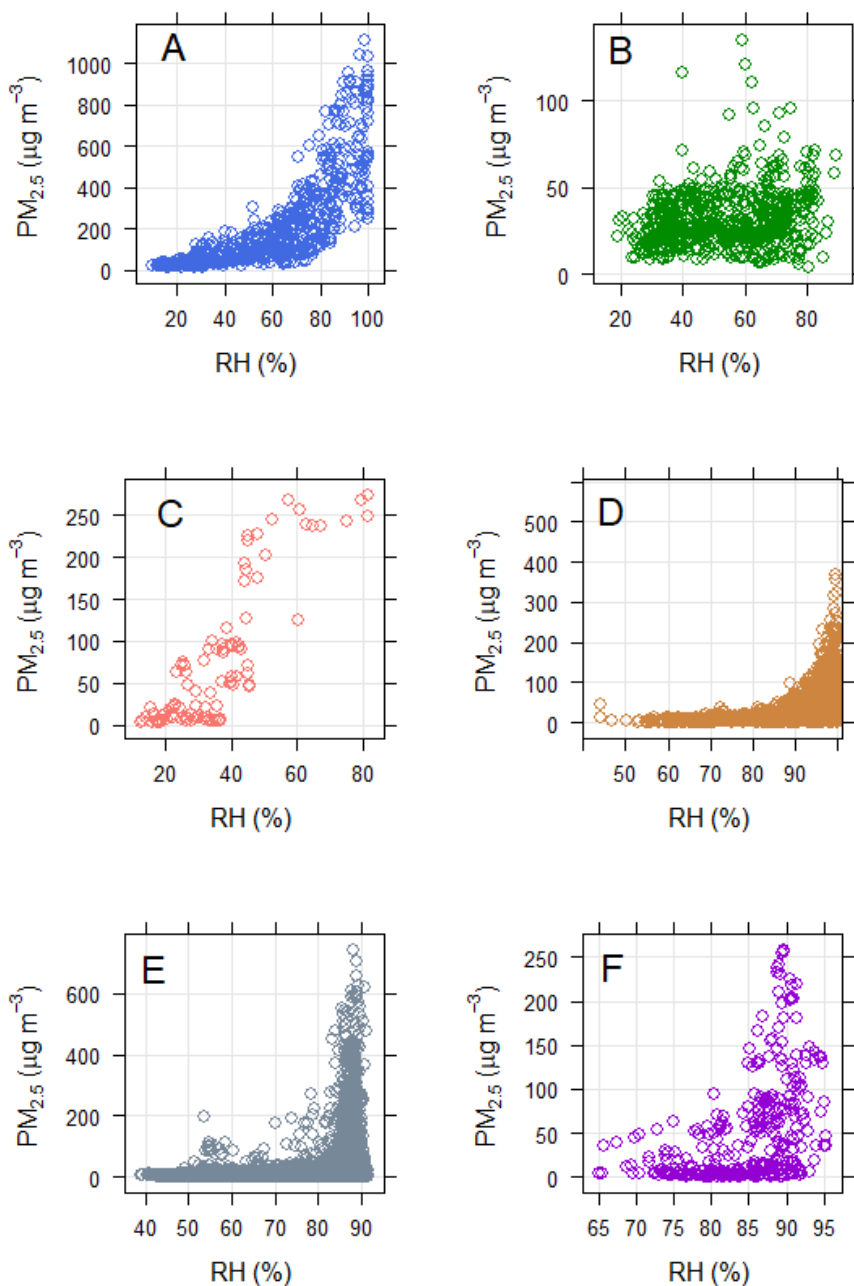 A
PM2.5 (µg m−3)
1000
800
600
400
200
0
20 40 60 80 100
RH (%)
B
PM2.5 (µg m−3)
100
50
0
20 40 60 80
RH (%)
C
PM2.5 (µg m−3)
250
200
150
100
50
0
20 40 60 80
RH (%)
D
PM2.5 (µg m−3)
500
400
300
200
100
0
50 60 70 80 90
RH (%)
E
PM2.5 (µg m−3)
600
400
200
0
40 50 60 70 80 90
RH (%)
F
PM2.5 (µg m−3)
250
200
150
100
50
0
65 70 75 80 85 90 95
RH (%)